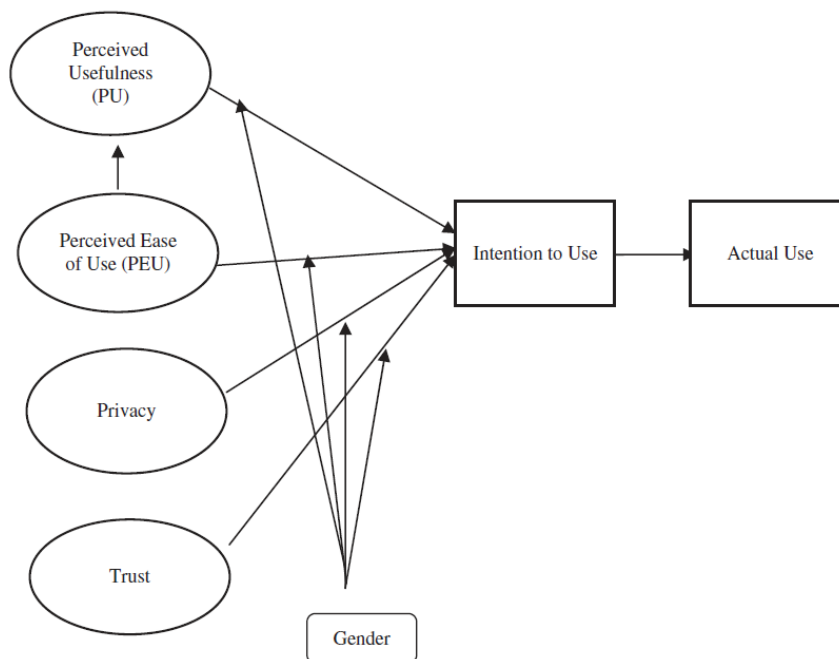 Perceived
Usefulness
(PU)
Perceived Ease
of Use (PEU)
Intention to Use
Actual Use
Privacy
Trust
Gender